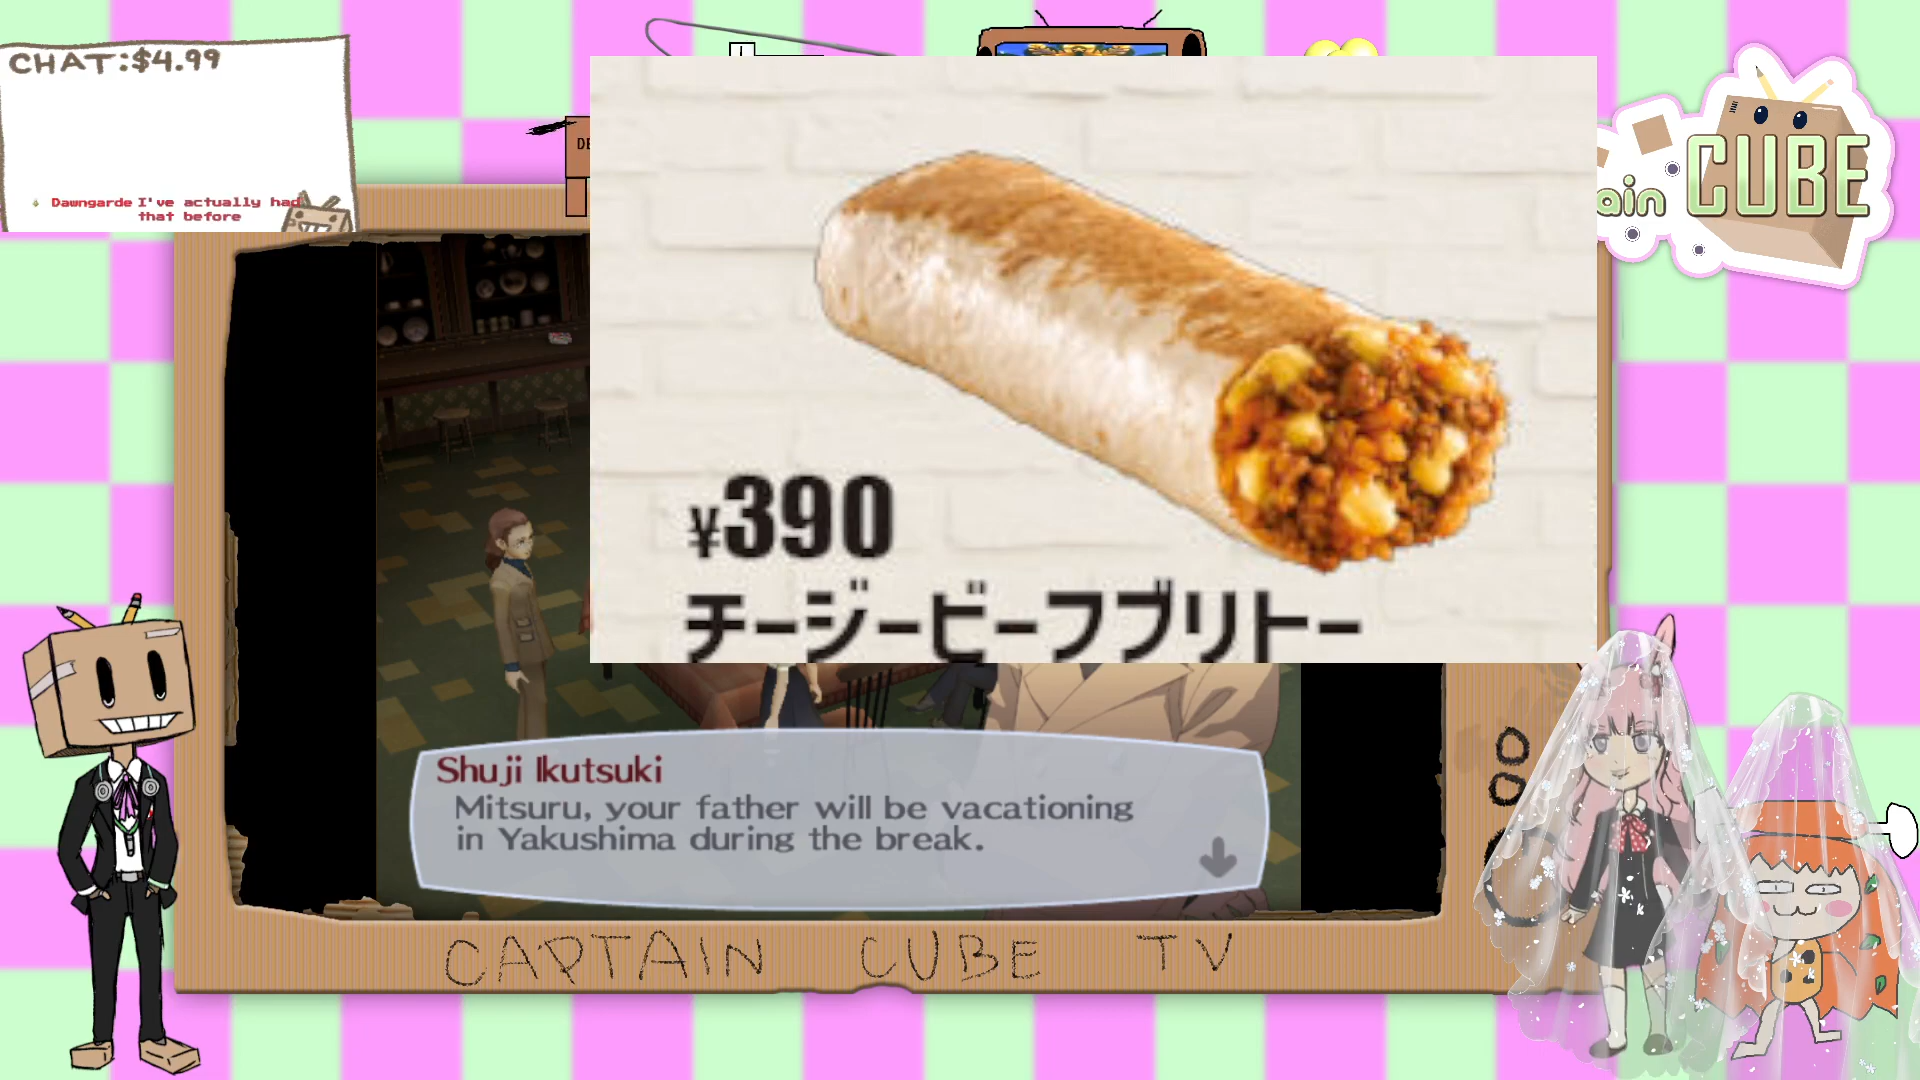 CHAT:$4.99
Dawngarde I've actually had
that before
DE
ain CUBE
¥390
チージービーフブリトー
Shuji Ikutsuki
Mitsuru, your father will be vacationing
in Yakushima during the break.
CAPTAIN CUBE TV